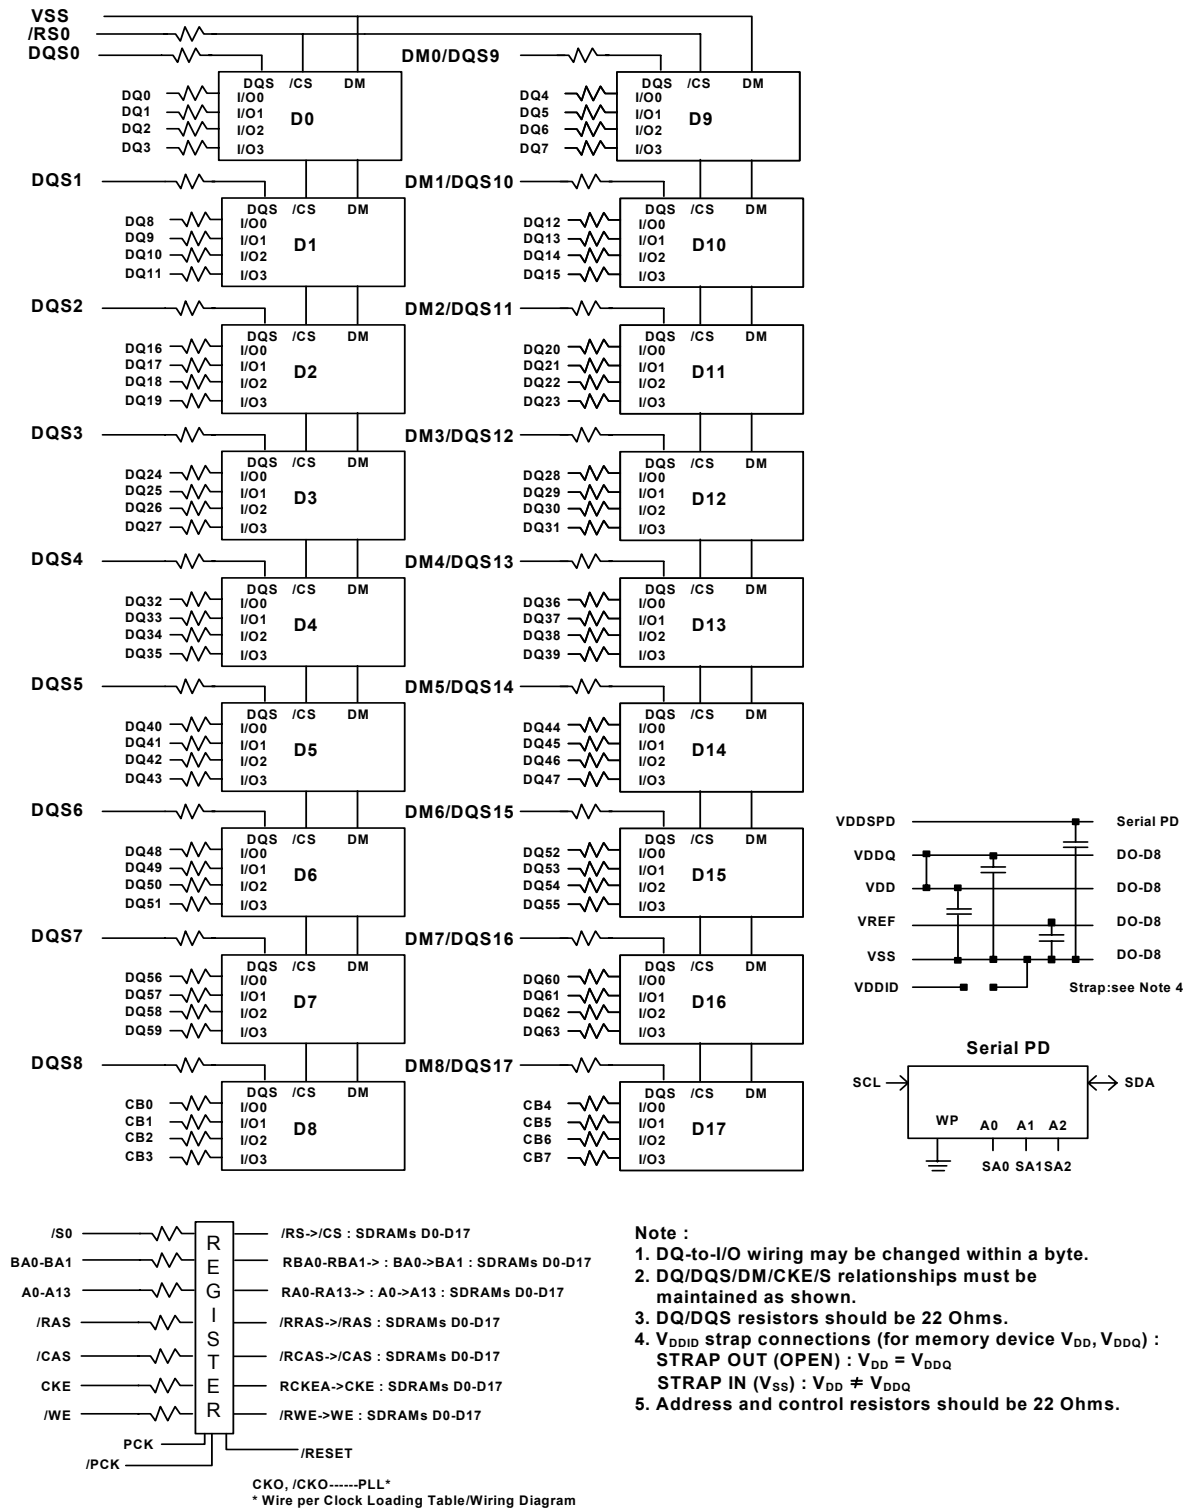 VSS
/RS0
DQS0
DM0/DQS9
DQS /CS DM
DQ0 I/O0
DQ1 I/O1
DQ2 I/O2
DQ3 I/O3
D0
DQS /CS DM
DQ4 I/O0
DQ5 I/O1
DQ6 I/O2
DQ7 I/O3
D9
DQS1
DM1/DQS10
DQS /CS DM
DQ8 I/O0
DQ9 I/O1
DQ10 I/O2
DQ11 I/O3
D1
DQS /CS DM
DQ12 I/O0
DQ13 I/O1
DQ14 I/O2
DQ15 I/O3
D10
DQS2
DM2/DQS11
DQS /CS DM
DQ16 I/O0
DQ17 I/O1
DQ18 I/O2
DQ19 I/O3
D2
DQS /CS DM
DQ20 I/O0
DQ21 I/O1
DQ22 I/O2
DQ23 I/O3
D11
DQS3
DM3/DQS12
DQS /CS DM
DQ24 I/O0
DQ25 I/O1
DQ26 I/O2
DQ27 I/O3
D3
DQS /CS DM
DQ28 I/O0
DQ29 I/O1
DQ30 I/O2
DQ31 I/O3
D12
DQS4
DM4/DQS13
DQS /CS DM
DQ32 I/O0
DQ33 I/O1
DQ34 I/O2
DQ35 I/O3
D4
DQS /CS DM
DQ36 I/O0
DQ37 I/O1
DQ38 I/O2
DQ39 I/O3
D13
DQS5
DM5/DQS14
DQS /CS DM
DQ40 I/O0
DQ41 I/O1
DQ42 I/O2
DQ43 I/O3
D5
DQS /CS DM
DQ44 I/O0
DQ45 I/O1
DQ46 I/O2
DQ47 I/O3
D14
DQS6
DM6/DQS15
DQS /CS DM
DQ48 I/O0
DQ49 I/O1
DQ50 I/O2
DQ51 I/O3
D6
DQS /CS DM
DQ52 I/O0
DQ53 I/O1
DQ54 I/O2
DQ55 I/O3
D15
DQS7
DM7/DQS16
DQS /CS DM
DQ56 I/O0
DQ57 I/O1
DQ58 I/O2
DQ59 I/O3
D7
DQS /CS DM
DQ60 I/O0
DQ61 I/O1
DQ62 I/O2
DQ63 I/O3
D16
DQS8
DM8/DQS17
DQS /CS DM
CB0 I/O0
CB1 I/O1
CB2 I/O2
CB3 I/O3
D8
DQS /CS DM
CB4 I/O0
CB5 I/O1
CB6 I/O2
CB7 I/O3
D17
VDDSPD Serial PD
VDDQ DO-D8
VDD DO-D8
VREF DO-D8
VSS DO-D8
VDDID Strap:see Note 4
Serial PD
SCL SDA
WP A0 A1 A2
SA0 SA1 SA2
REGISTER
/S0 /RS->/CS : SDRAMs D0-D17
BA0-BA1 RBA0-RBA1-> : BA0->BA1 : SDRAMs D0-D17
A0-A13 RA0-RA13-> : A0->A13 : SDRAMs D0-D17
/RAS /RRAS->/RAS : SDRAMs D0-D17
/CAS /RCAS->/CAS : SDRAMs D0-D17
CKE RCKEA->CKE : SDRAMs D0-D17
/WE /RWE->WE : SDRAMs D0-D17
PCK
/RESET
/PCK
CKO, /CKO------PLL*
* Wire per Clock Loading Table/Wiring Diagram
Note :
1. DQ-to-I/O wiring may be changed within a byte.
2. DQ/DQS/DM/CKE/S relationships must be
maintained as shown.
3. DQ/DQS resistors should be 22 Ohms.
4. VDDID strap connections (for memory device VDD, VDDQ) :
STRAP OUT (OPEN) : VDD = VDDQ
STRAP IN (VSS) : VDD ≠ VDDQ
5. Address and control resistors should be 22 Ohms.